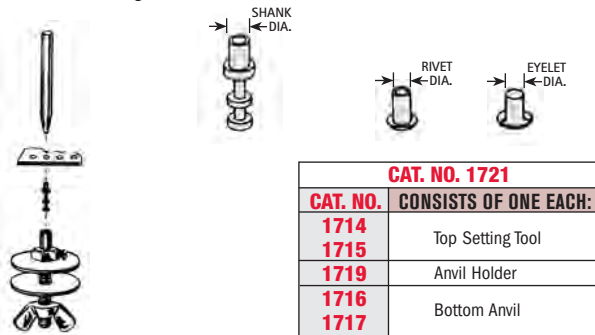 SHANK
DIA.
RIVET
DIA.
EYELET
DIA.
CAT. NO. 1721
CAT. NO. CONSISTS OF ONE EACH:
1714
1715
Top Setting Tool
1719 Anvil Holder
1716
1717
Bottom Anvil